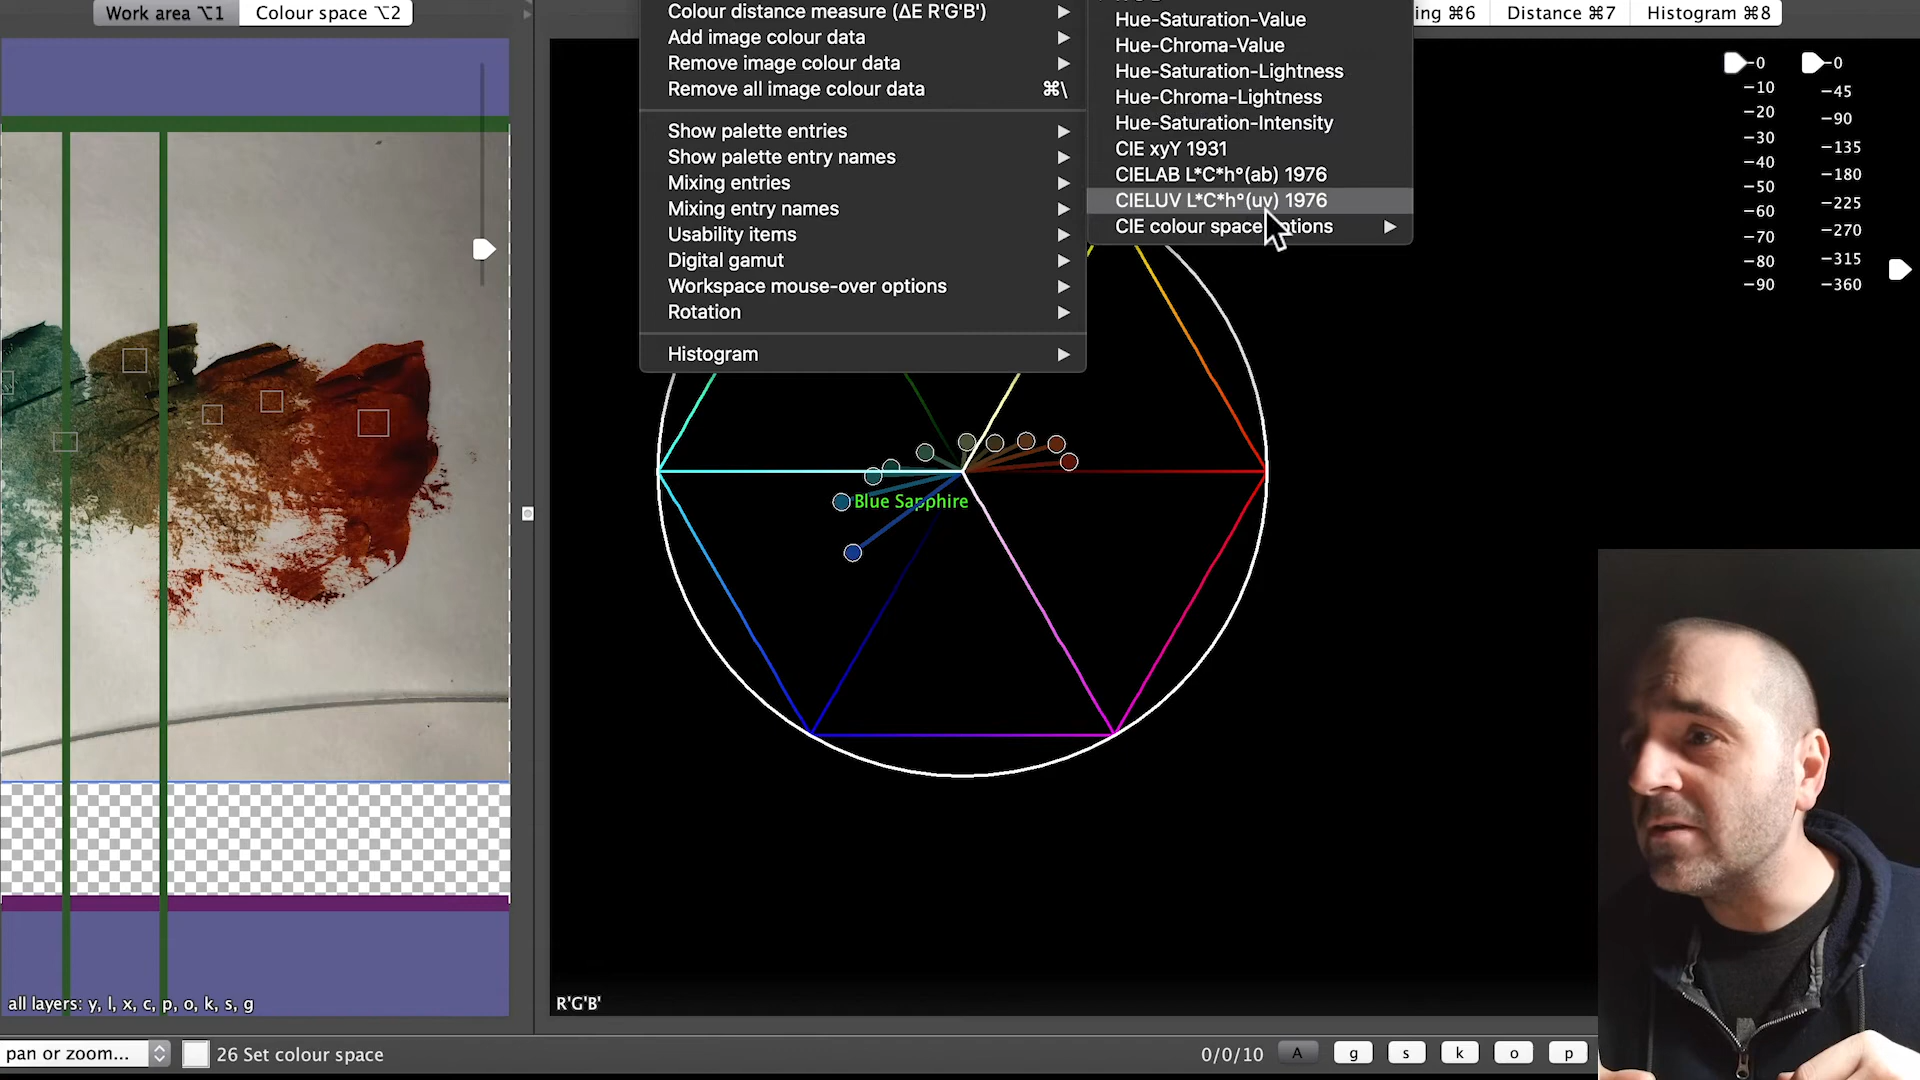 Work area ⌥1
Colour space ⌥2
Colour distance measure (ΔE R'G'B')
Add image colour data
Remove image colour data
Remove all image colour data ⌘\
Show palette entries
Show palette entry names
Mixing entries
Mixing entry names
Usability items
Digital gamut
Workspace mouse-over options
Rotation
Histogram
Hue-Saturation-Value
Hue-Chroma-Value
Hue-Saturation-Lightness
Hue-Chroma-Lightness
Hue-Saturation-Intensity
CIE xyY 1931
CIELAB L*C*h°(ab) 1976
CIELUV L*C*h°(uv) 1976
CIE colour space
ing ⌘6
Distance ⌘7
Histogram ⌘8
-0
-10
-20
-30
-40
-50
-60
-70
-80
-90
-0
-45
-90
-135
-180
-225
-270
-315
-360
Blue Sapphire
all layers: y, l, x, c, p, o, k, s, g
R'G'B'
pan or zoom...
26 Set colour space
0/0/10
A
g
s
k
o
p